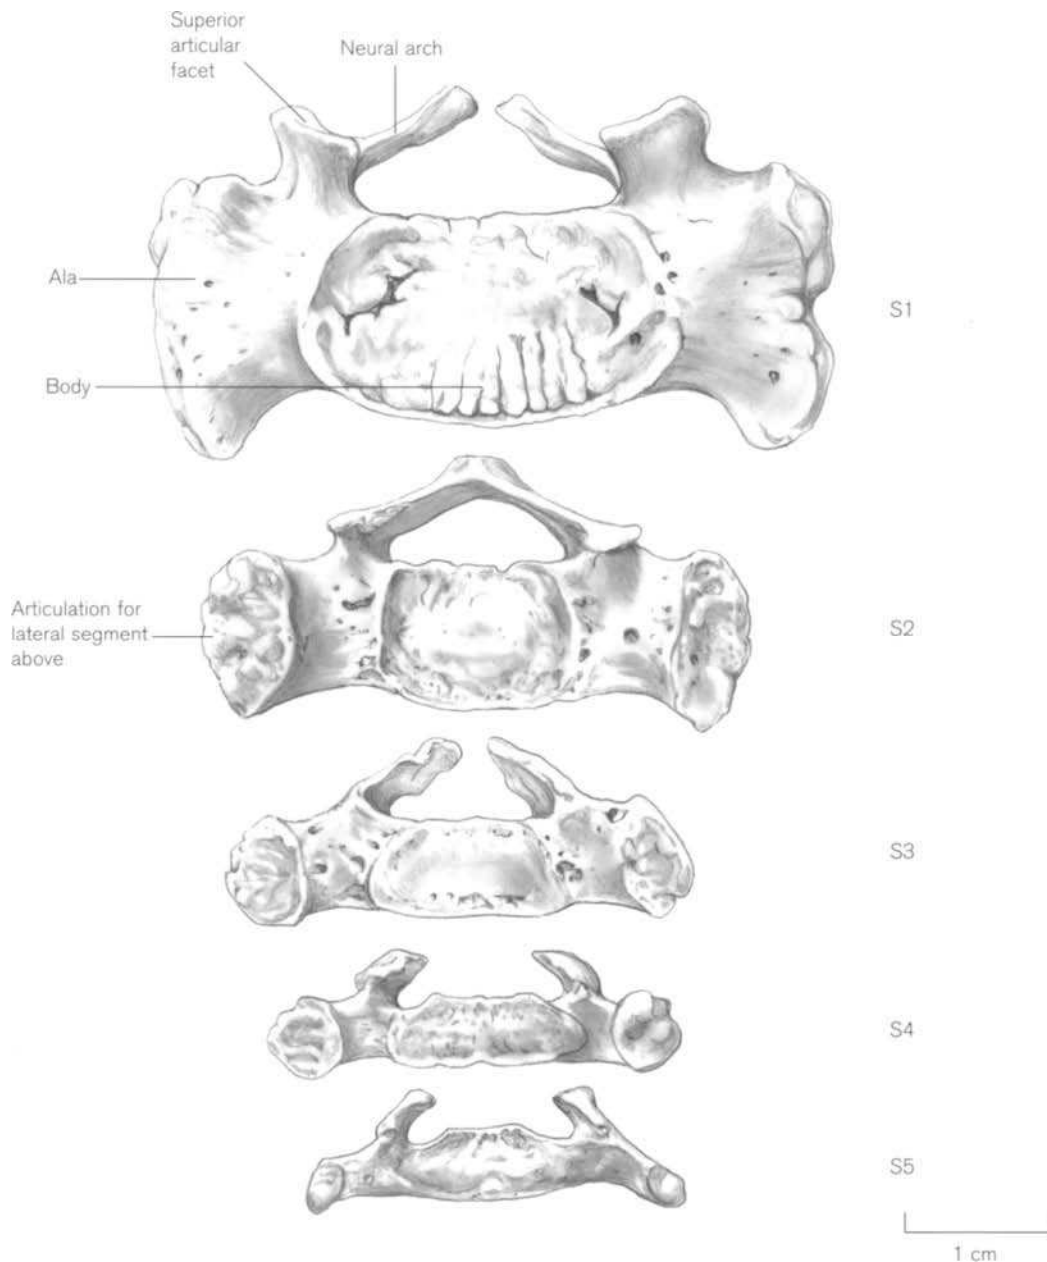 Superior
articular
facet
Neural arch
Ala
S1
Body
Articulation for
lateral segment
above
S2
S3
S4
S5
1 cm